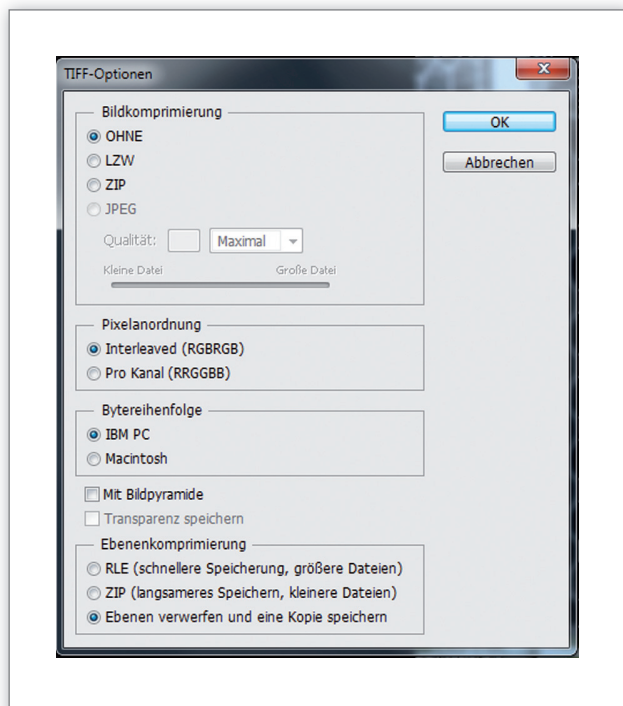 TIFF-Optionen
Bildkomprimierung
OHNE
LZW
ZIP
JPEG
Qualität: Maximal
Kleine Datei Große Datei
OK
Abbrechen
Pixelanordnung
Interleaved (RGBRGB)
Pro Kanal (RRGGBB)
Bytereihenfolge
IBM PC
Macintosh
Mit Bildpyramide
Transparenz speichern
Ebenenkomprimierung
RLE (schnellere Speicherung, größere Dateien)
ZIP (langsameres Speichern, kleinere Dateien)
Ebenen verwerfen und eine Kopie speichern